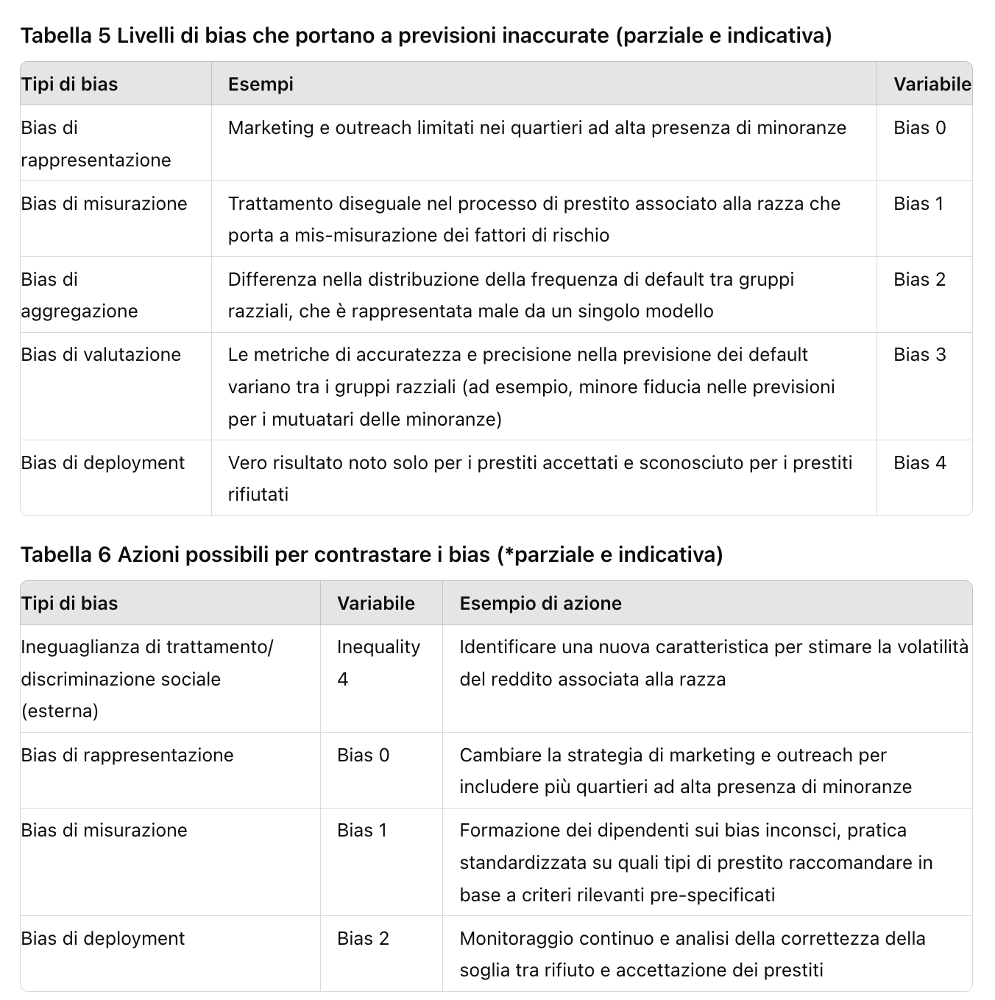 Tabella 5 Livelli di bias che portano a previsioni inaccurate (parziale e indicativa)
Tipi di bias Esempi Variabile
Bias di Marketing e outreach limitati nei quartieri ad alta presenza di minoranze Bias 0
rappresentazione
Bias di misurazione Trattamento diseguale nel processo di prestito associato alla razza che Bias 1
porta a mis-misurazione dei fattori di rischio
Bias di Differenza nella distribuzione della frequenza di default tra gruppi Bias 2
aggregazione razziali, che è rappresentata male da un singolo modello
Bias di valutazione Le metriche di accuratezza e precisione nella previsione dei default Bias 3
variano tra i gruppi razziali (ad esempio, minore fiducia nelle previsioni
per i mutuatari delle minoranze)
Bias di deployment Vero risultato noto solo per i prestiti accettati e sconosciuto per i prestiti Bias 4
rifiutati
Tabella 6 Azioni possibili per contrastare i bias (*parziale e indicativa)
Tipi di bias Variabile Esempio di azione
Ineguaglianza di trattamento/ Inequality Identificare una nuova caratteristica per stimare la volatilità
discriminazione sociale 4 del reddito associata alla razza
(esterna)
Bias di rappresentazione Bias 0 Cambiare la strategia di marketing e outreach per
includere più quartieri ad alta presenza di minoranze
Bias di misurazione Bias 1 Formazione dei dipendenti sui bias inconsci, pratica
standardizzata su quali tipi di prestito raccomandare in
base a criteri rilevanti pre-specificati
Bias di deployment Bias 2 Monitoraggio continuo e analisi della correttezza della
soglia tra rifiuto e accettazione dei prestiti